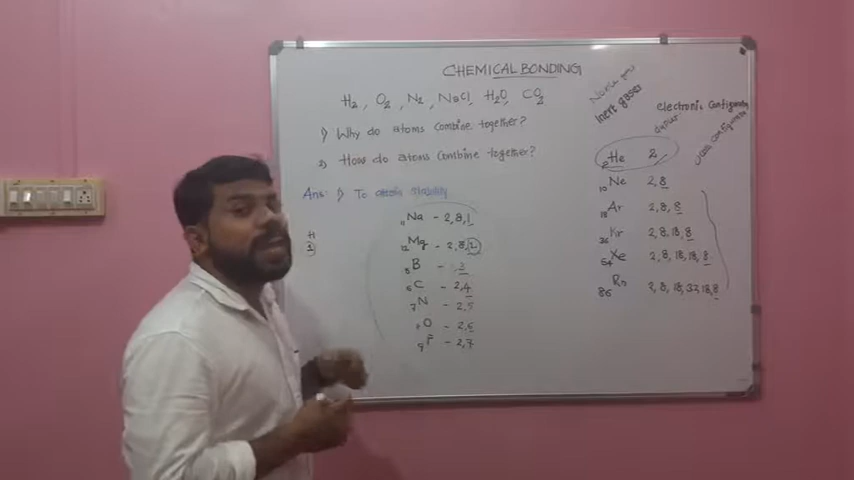 CHEMICAL BONDING
H₂, O₂, N₂, NaCl, H₂O, CO₂
1) Why do atoms Combine together?
2) How do atoms Combine together?
Ans: 1) To attain stability
H
1
₁₁Na - 2,8,1
₁₂Mg - 2,8,2
₅B - 2,3
₆C - 2,4
₇N - 2,5
₈O - 2,6
₉F - 2,7
Noble gases
Inert gases
electronic Configuration
duplet
octet Configuration
₂He 2
₁₀Ne 2,8
₁₈Ar 2,8,8
₃₆Kr 2,8,18,8
₅₄Xe 2,8,18,18,8
₈₆Rn 2,8,18,32,18,8